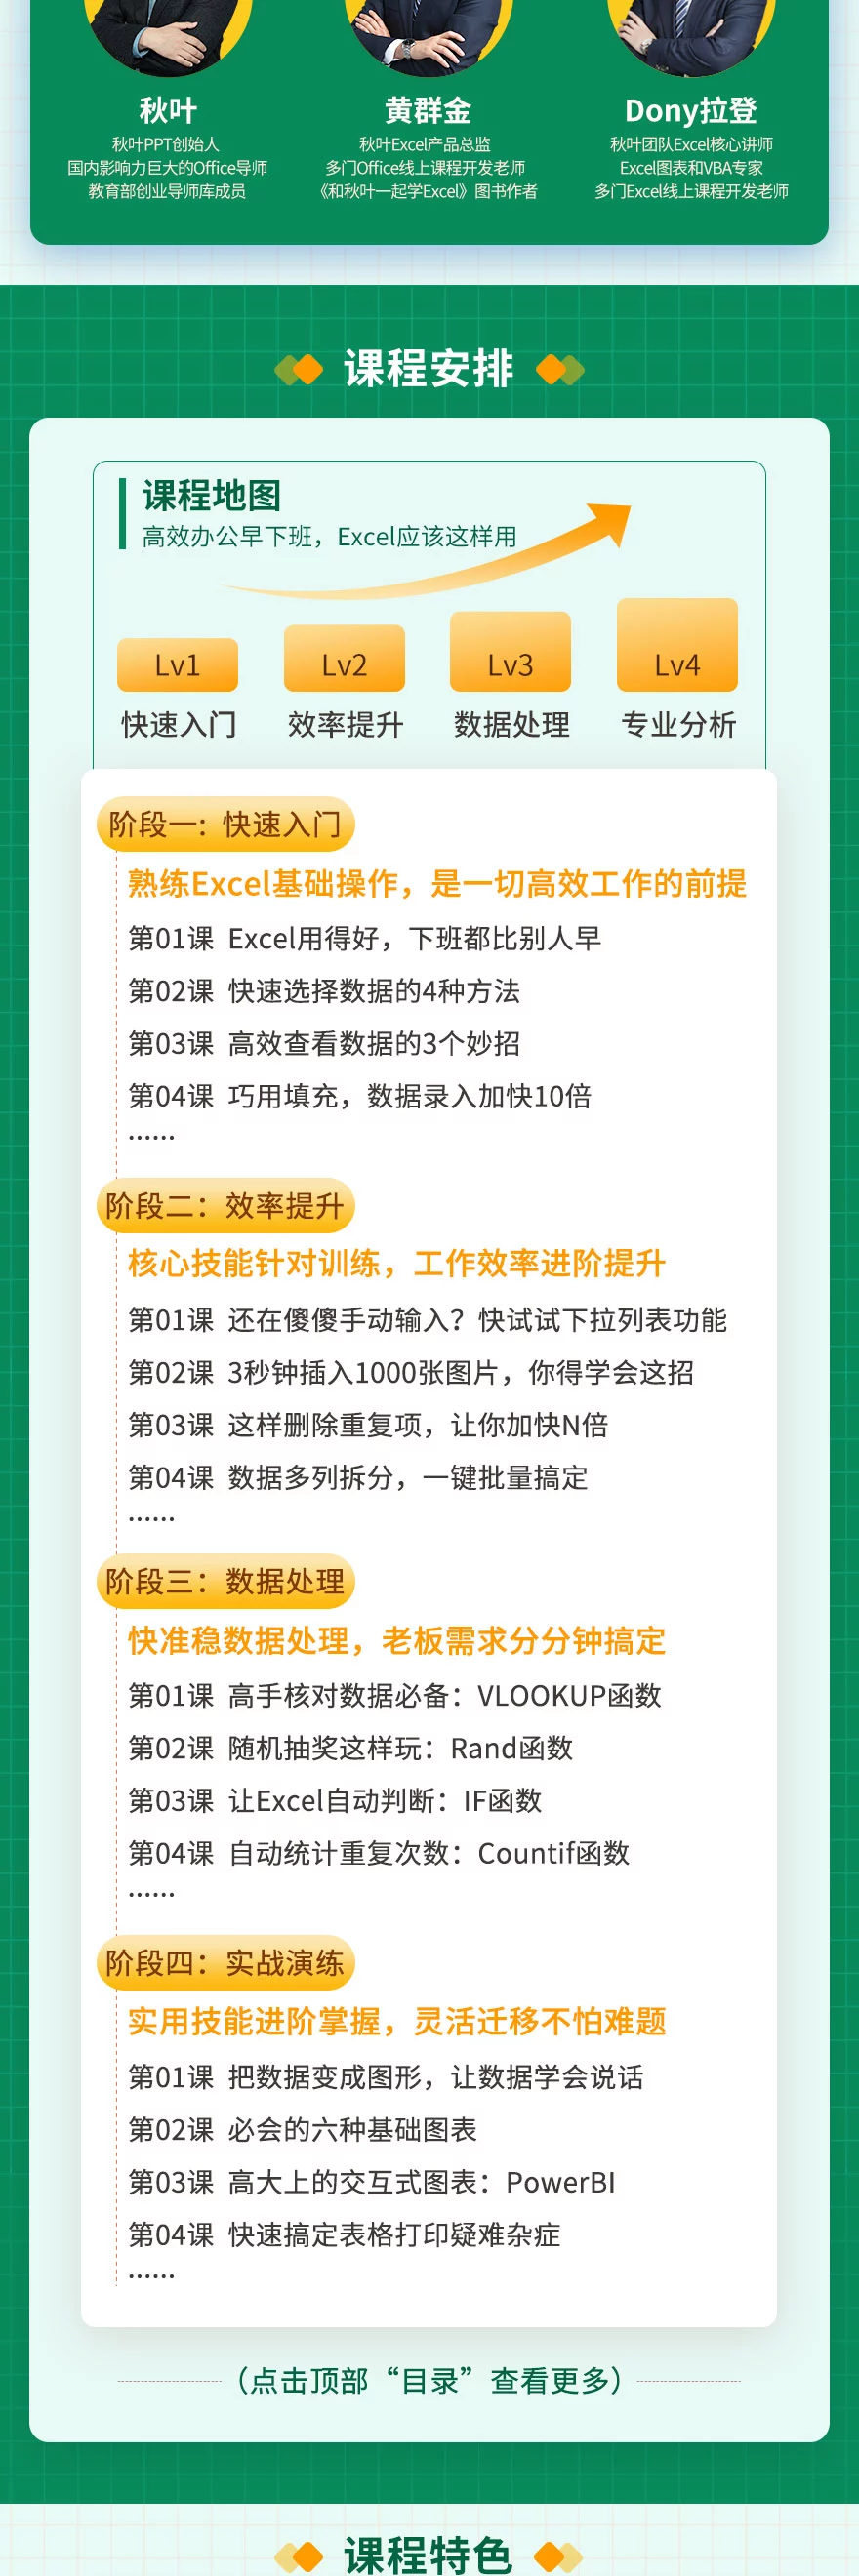 秋叶
秋叶PPT创始人
国内影响力巨大的Office导师
教育部创业导师库成员
黄群金
秋叶Excel产品总监
多门Office线上课程开发老师
《和秋叶一起学Excel》图书作者
Dony拉登
秋叶团队Excel核心讲师
Excel图表和VBA专家
多门Excel线上课程开发老师
课程安排
课程地图
高效办公早下班，Excel应该这样用
Lv1
Lv2
Lv3
Lv4
快速入门
效率提升
数据处理
专业分析
阶段一：快速入门
熟练Excel基础操作，是一切高效工作的前提
第01课 Excel用得好，下班都比别人早
第02课 快速选择数据的4种方法
第03课 高效查看数据的3个妙招
第04课 巧用填充，数据录入加快10倍
......
阶段二：效率提升
核心技能针对训练，工作效率进阶提升
第01课 还在傻傻手动输入？快试试下拉列表功能
第02课 3秒钟插入1000张图片，你得学会这招
第03课 这样删除重复项，让你加快N倍
第04课 数据多列拆分，一键批量搞定
......
阶段三：数据处理
快准稳数据处理，老板需求分分钟搞定
第01课 高手核对数据必备：VLOOKUP函数
第02课 随机抽奖这样玩：Rand函数
第03课 让Excel自动判断：IF函数
第04课 自动统计重复次数：Countif函数
......
阶段四：实战演练
实用技能进阶掌握，灵活迁移不怕难题
第01课 把数据变成图形，让数据学会说话
第02课 必会的六种基础图表
第03课 高大上的交互式图表：PowerBI
第04课 快速搞定表格打印疑难杂症
......
（点击顶部“目录”查看更多）
课程特色